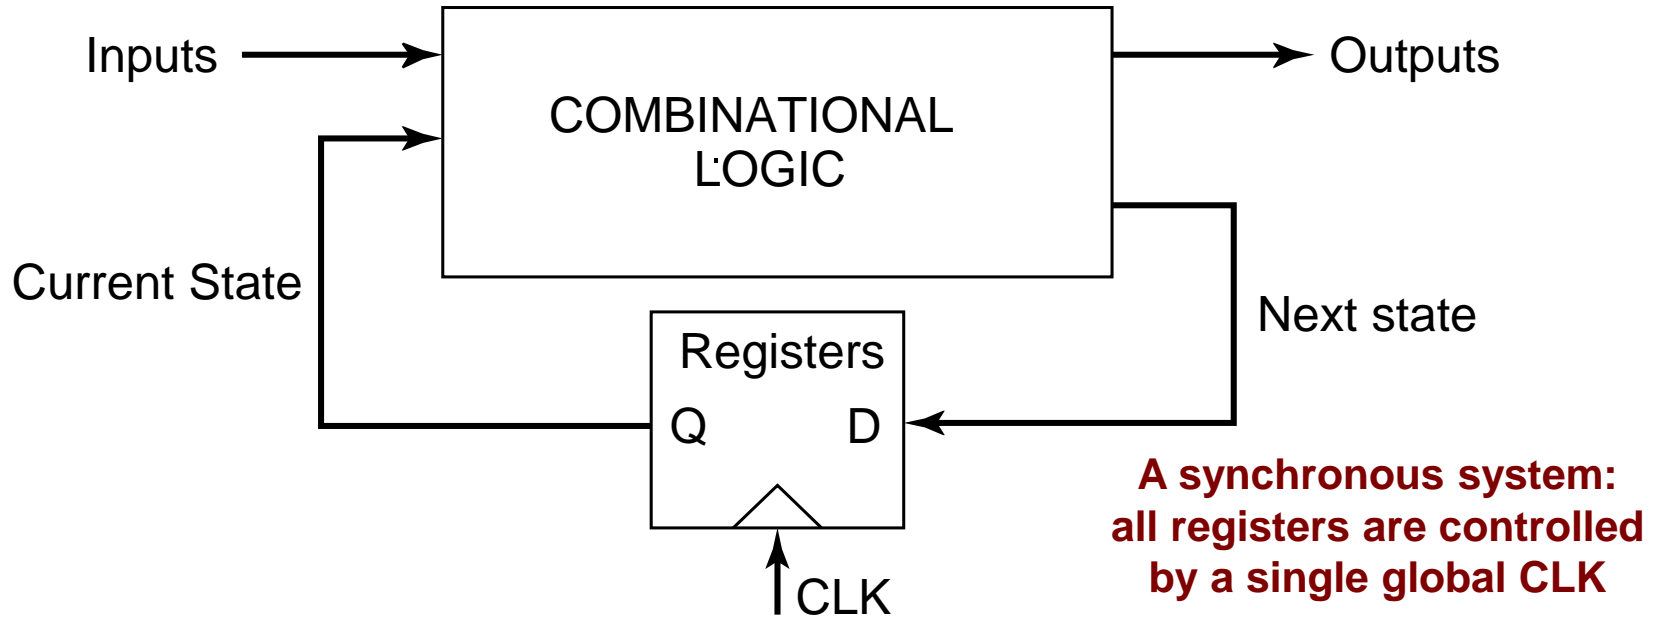 Inputs
Outputs
COMBINATIONAL
LOGIC
Current State
Next state
Registers
Q
D
CLK
A synchronous system:
all registers are controlled
by a single global CLK